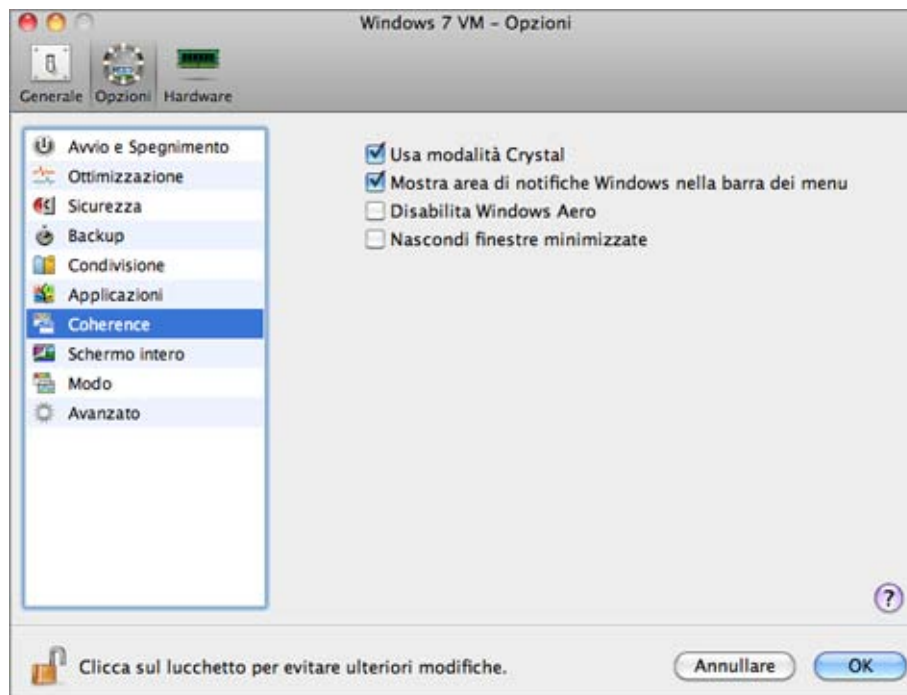 Windows 7 VM – Opzioni
Generale Opzioni Hardware
Avvio e Spegnimento
Ottimizzazione
Sicurezza
Backup
Condivisione
Applicazioni
Coherence
Schermo intero
Modo
Avanzato
Usa modalità Crystal
Mostra area di notifiche Windows nella barra dei menu
Disabilita Windows Aero
Nascondi finestre minimizzate
?
Clicca sul lucchetto per evitare ulteriori modifiche.
Annullare OK